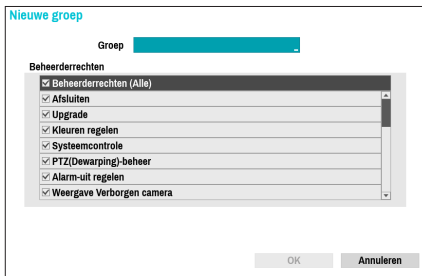 Nieuwe groep
Groep
Beheerderrechten
Beheerderrechten (Alle)
Afsluiten
Upgrade
Kleuren regelen
Systeemcontrole
PTZ(Dewarping)-beheer
Alarm-uit regelen
Weergave Verborgen camera
OK Annuleren